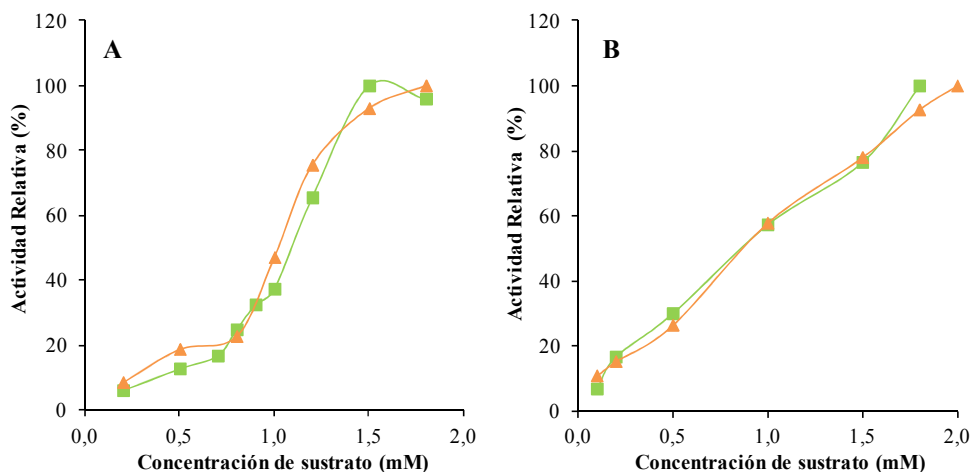 A
Actividad Relativa (%)
120
100
80
60
40
20
0
0,0 0,5 1,0 1,5 2,0
Concentración de sustrato (mM)
B
Actividad Relativa (%)
120
100
80
60
40
20
0
0,0 0,5 1,0 1,5 2,0
Concentración de sustrato (mM)